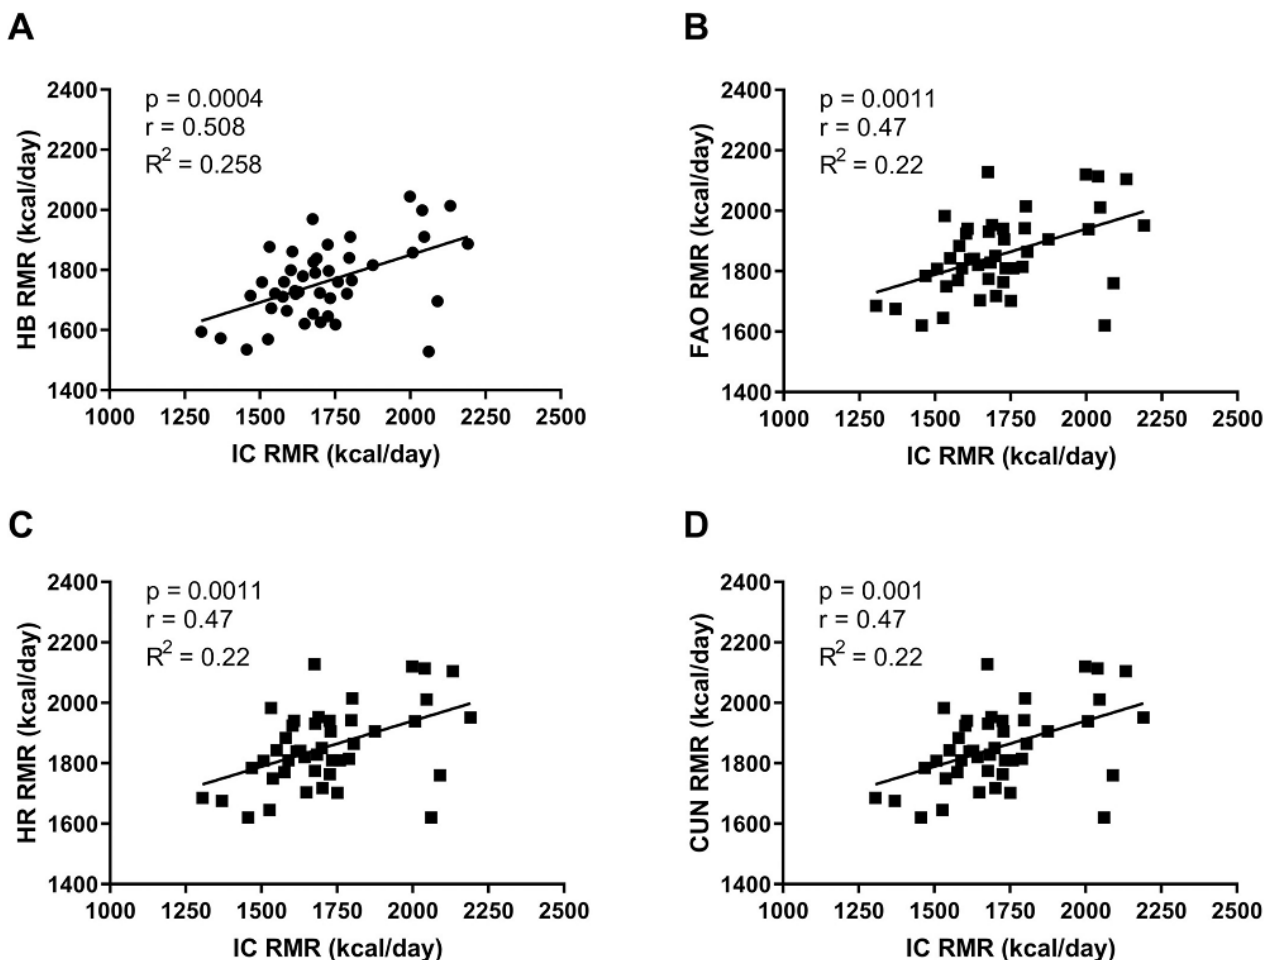 A
p = 0.0004
r = 0.508
R² = 0.258
HB RMR (kcal/day)
2400
2200
2000
1800
1600
1400
1000 1250 1500 1750 2000 2250 2500
IC RMR (kcal/day)
B
p = 0.0011
r = 0.47
R² = 0.22
FAO RMR (kcal/day)
2400
2200
2000
1800
1600
1400
1000 1250 1500 1750 2000 2250 2500
IC RMR (kcal/day)
C
p = 0.0011
r = 0.47
R² = 0.22
HR RMR (kcal/day)
2400
2200
2000
1800
1600
1400
1000 1250 1500 1750 2000 2250 2500
IC RMR (kcal/day)
D
p = 0.001
r = 0.47
R² = 0.22
CUN RMR (kcal/day)
2400
2200
2000
1800
1600
1400
1000 1250 1500 1750 2000 2250 2500
IC RMR (kcal/day)